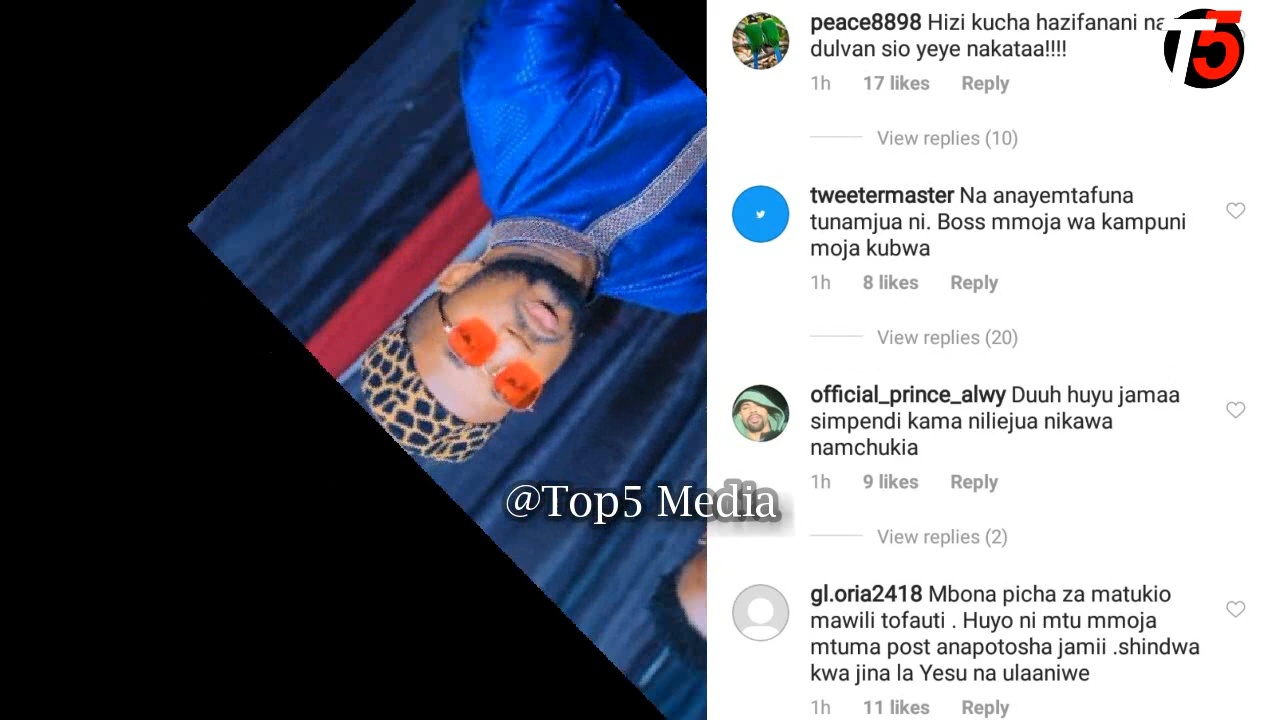 peace8898 Hizi kucha hazifanani na
dulvan sio yeye nakataa!!!!
1h 17 likes Reply
View replies (10)
T5
tweetermaster Na anayemtafuna
tunamjua ni. Boss mmoja wa kampuni
moja kubwa
1h 8 likes Reply
View replies (20)
official_prince_alwy Duuh huyu jamaa
simpendi kama niliejua nikawa
namchukia
1h 9 likes Reply
View replies (2)
@Top5 Media
gl.oria2418 Mbona picha za matukio
mawili tofauti . Huyo ni mtu mmoja
mtuma post anapotosha jamii .shindwa
kwa jina la Yesu na ulaaniwe
1h 11 likes Reply